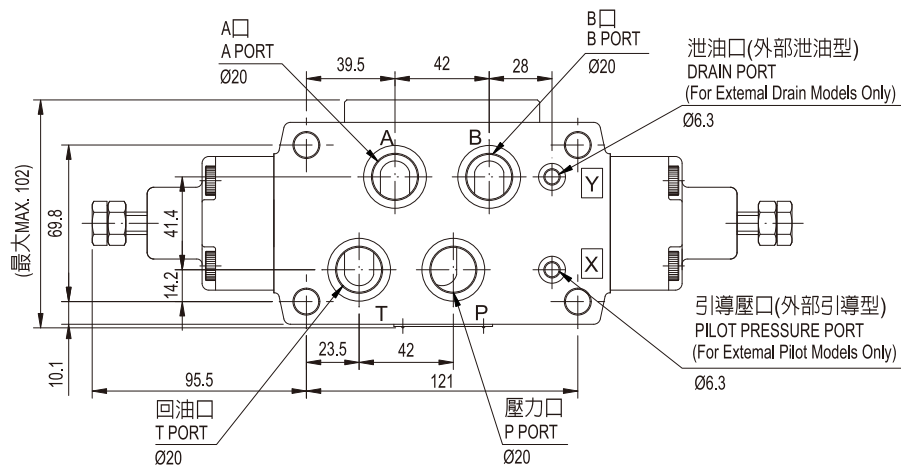 A口
A PORT
Ø20
B口
B PORT
Ø20
泄油口(外部泄油型)
DRAIN PORT
(For External Drain Models Only)
Ø6.3
39.5
42
28
A
B
Y
X
T
P
(最大MAX. 102)
69.8
41.4
14.2
10.1
23.5
42
95.5
121
引導壓口(外部引導型)
PILOT PRESSURE PORT
(For External Pilot Models Only)
Ø6.3
回油口
T PORT
Ø20
壓力口
P PORT
Ø20